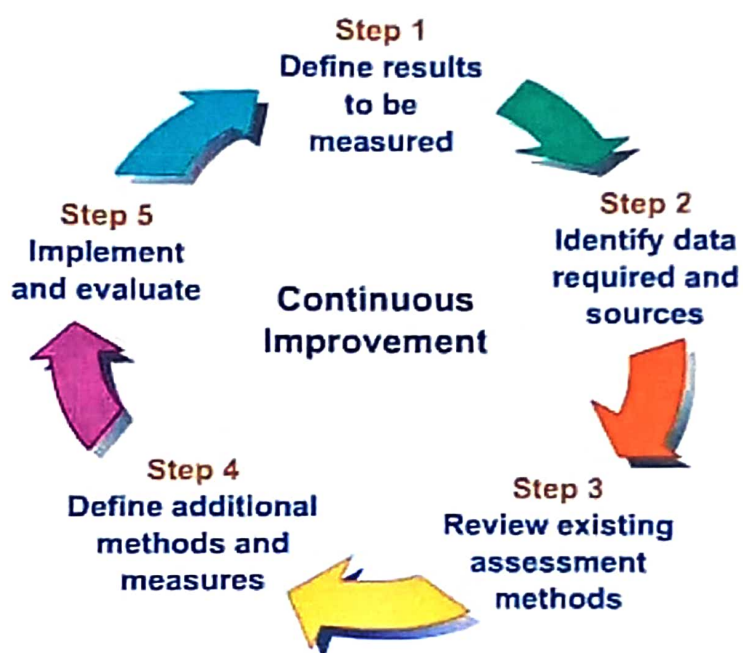 Step 1
Define results
to be
measured
Step 2
Identify data
required and
sources
Step 3
Review existing
assessment
methods
Step 4
Define additional
methods and
measures
Step 5
Implement
and evaluate
Continuous
Improvement